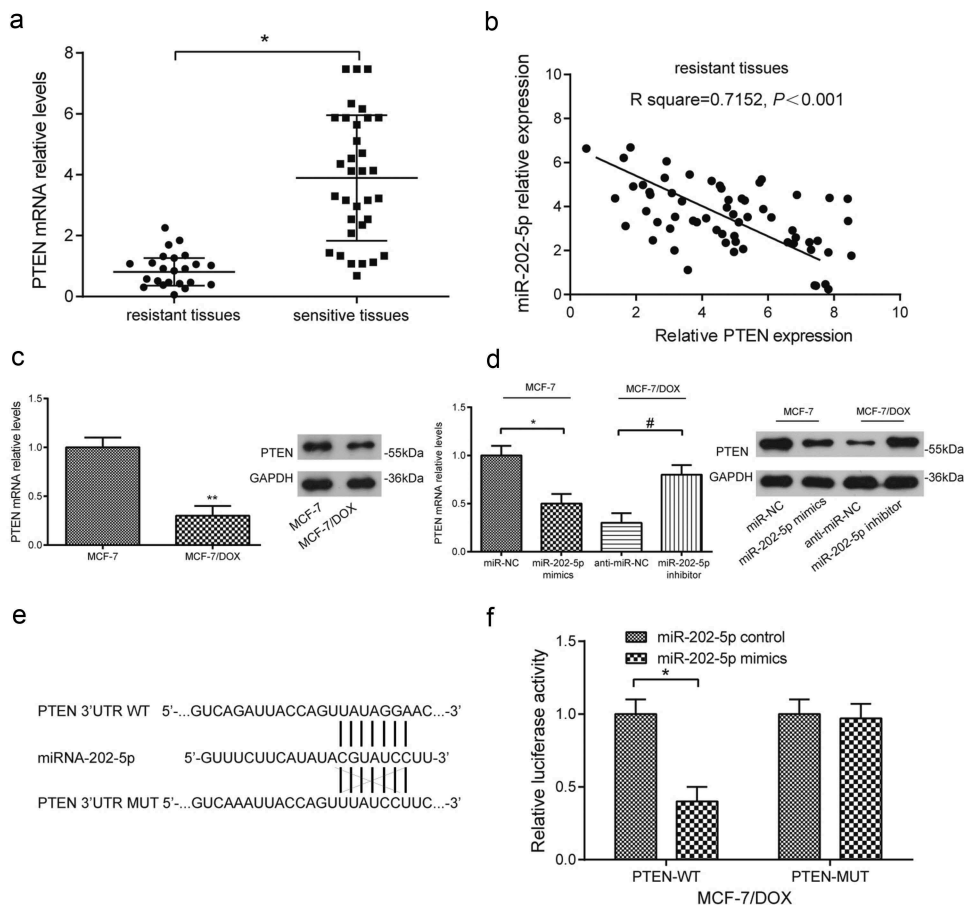 a
*
PTEN mRNA relative levels
8
6
4
2
0
resistant tissues
sensitive tissues
b
resistant tissues
R square=0.7152, P＜0.001
miR-202-5p relative expression
10
8
6
4
2
0
0 2 4 6 8 10
Relative PTEN expression
c
PTEN mRNA relative levels
1.5
1.0
0.5
0.0
**
MCF-7
MCF-7/DOX
PTEN
-55kDa
GAPDH
-36kDa
MCF-7
MCF-7/DOX
d
MCF-7
MCF-7/DOX
PTEN mRNA relative levels
1.5
1.0
0.5
0.0
*
#
miR-NC
miR-202-5p mimics
anti-miR-NC
miR-202-5p inhibitor
MCF-7
MCF-7/DOX
PTEN
-55kDa
GAPDH
-36kDa
miR-NC
miR-202-5p mimics
anti-miR-NC
miR-202-5p inhibitor
e
PTEN 3'UTR WT 5'-...GUCAGAUUACCAGUUAUAGGAAC...-3'
miRNA-202-5p 5'-GUUUCUUCAUAUACGUAUCCUU-3'
PTEN 3'UTR MUT 5'-...GUCAAAUUACCAGUUUAUCCUUC...-3'
f
miR-202-5p control
miR-202-5p mimics
Relative luciferase activity
1.5
1.0
0.5
0.0
*
PTEN-WT
PTEN-MUT
MCF-7/DOX